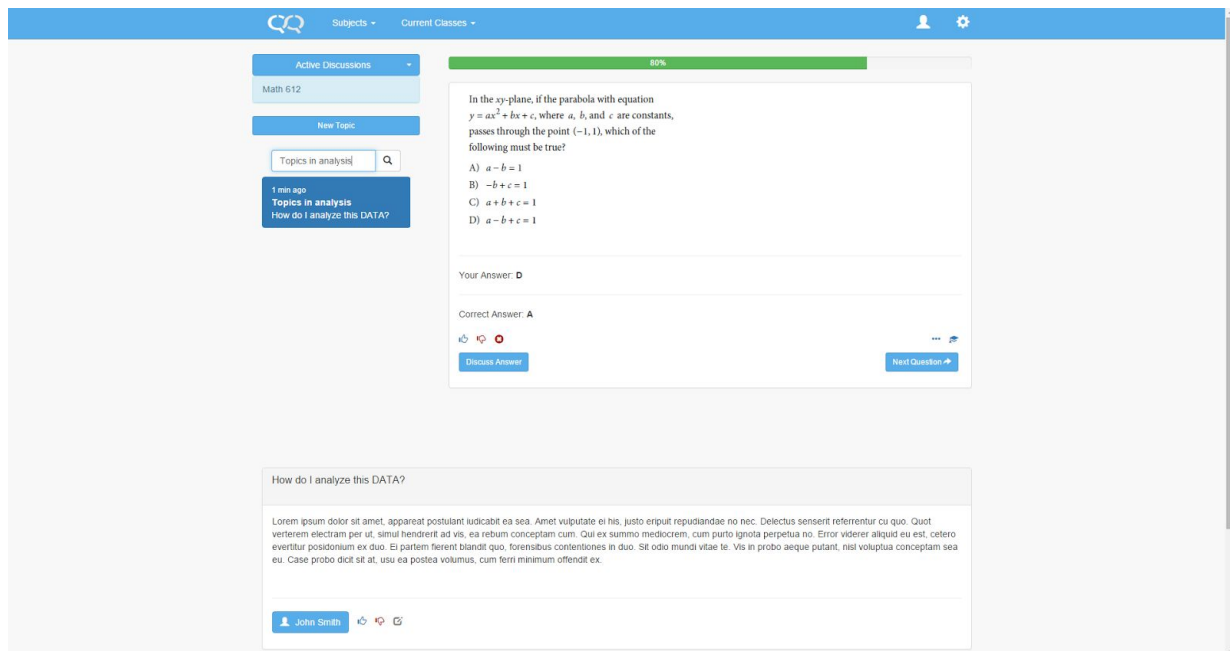 Subjects
Current Classes
Active Discussions
Math 612
New Topic
Topics in analysis
1 min ago
Topics in analysis
How do I analyze this DATA?
80%
In the xy-plane, if the parabola with equation
y = ax² + bx + c, where a, b, and c are constants,
passes through the point (−1, 1), which of the
following must be true?
A) a − b = 1
B) −b + c = 1
C) a + b + c = 1
D) a − b + c = 1
Your Answer: D
Correct Answer: A
Discuss Answer
Next Question
How do I analyze this DATA?
Lorem ipsum dolor sit amet, appareat postulant iudicabit ea sea. Amet vulputate ei his, justo eripuit repudiandae no nec. Delectus senserit referrentur cu quo. Quot
verterem electram per ut, simul hendrerit ad vis, ea rebum conceptam cum. Qui ex summo mediocrem, cum purto ignota perpetua no. Error viderer aliquid eu est, cetero
evertitur posidonium ex duo. Ei partem fierent blandit quo, forensibus contentiones in duo. Sit odio mundi vitae te. Vis in probo aeque putant, nisl voluptua conceptam sea
eu. Case probo dicit sit at, usu ea postea volumus, cum ferri minimum offendit ex.
John Smith